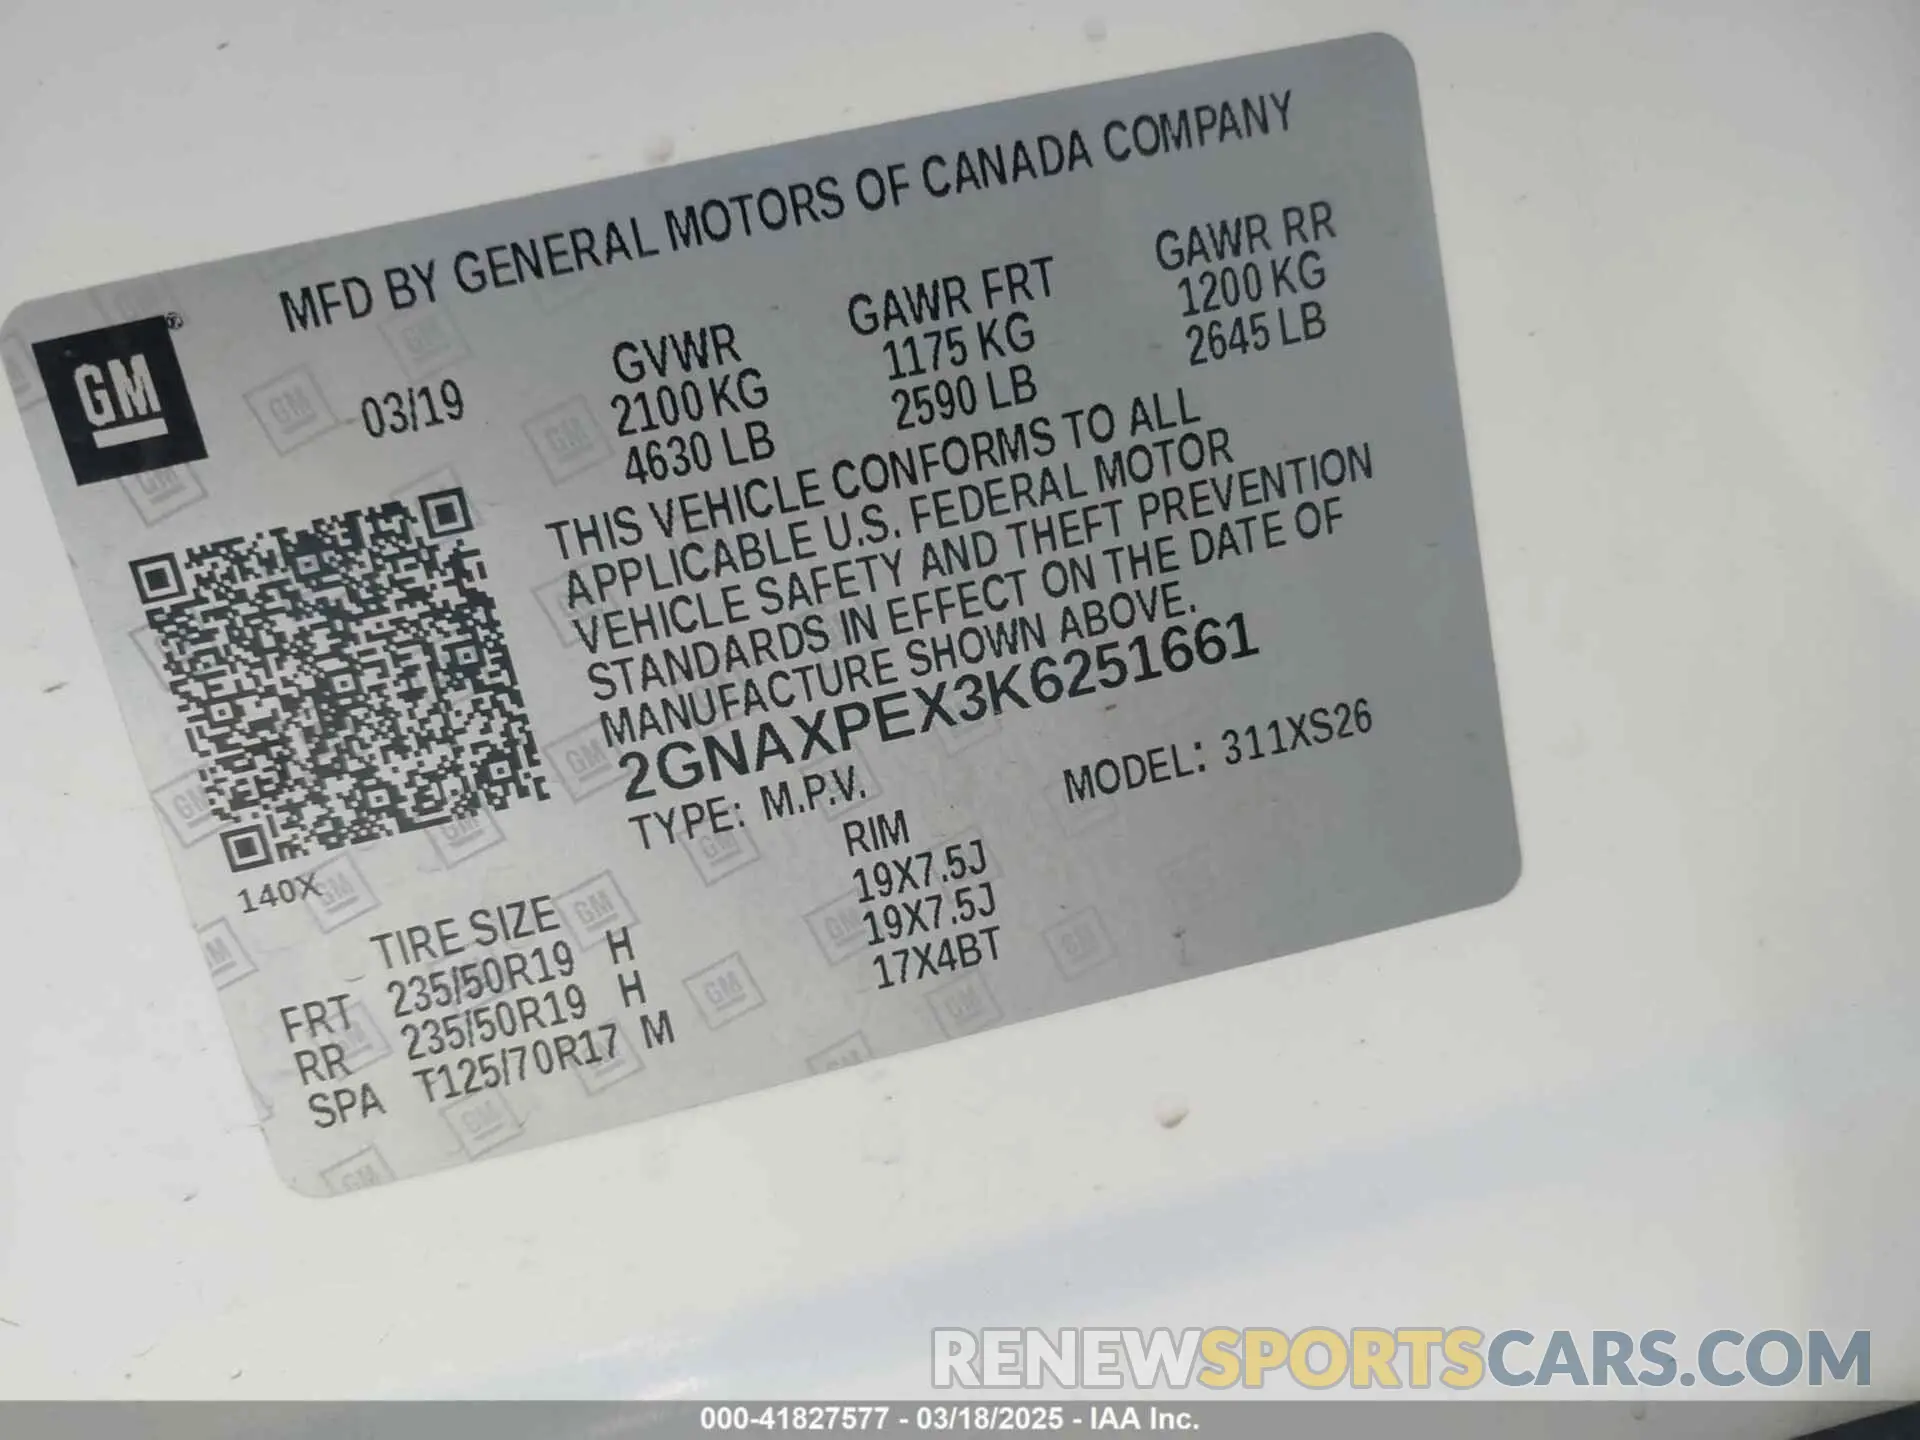 MFD BY GENERAL MOTORS OF CANADA COMPANY
GM ®
03/19
GVWR GAWR FRT GAWR RR
2100 KG 1175 KG 1200 KG
4630 LB 2590 LB 2645 LB
THIS VEHICLE CONFORMS TO ALL
APPLICABLE U.S. FEDERAL MOTOR
VEHICLE SAFETY AND THEFT PREVENTION
STANDARDS IN EFFECT ON THE DATE OF
MANUFACTURE SHOWN ABOVE.
2GNAXPEX3K6251661
TYPE: M.P.V. MODEL: 311XS26
140X
TIRE SIZE RIM
FRT 235/50R19 H 19X7.5J
RR 235/50R19 H 19X7.5J
SPA T125/70R17 M 17X4BT
RENEWSPORTSCARS.COM
000-41827577 - 03/18/2025 - IAA Inc.